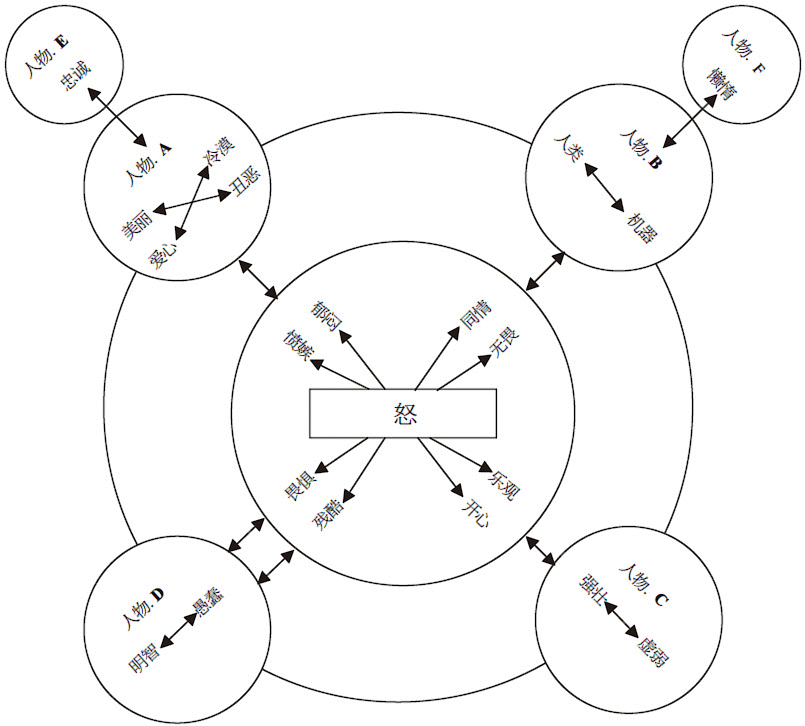 人物. E
忠诚
人物. F
懒惰
人物. A
冷漠
丑恶
美丽
爱心
人物. B
人类
机器
郁闷
愤嫉
同情
无畏
怒
畏惧
残酷
乐观
开心
人物. D
愚蠢
明智
人物. C
强壮
虚弱